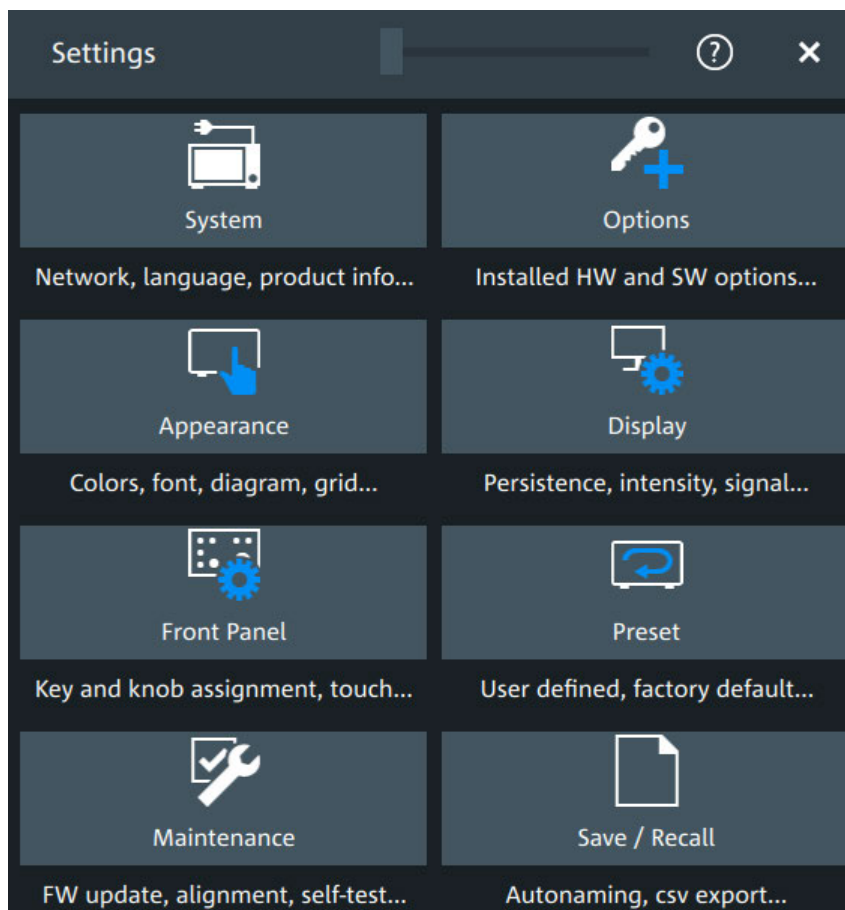 Settings ? ×
System Options
Network, language, product info... Installed HW and SW options...
Appearance Display
Colors, font, diagram, grid... Persistence, intensity, signal...
Front Panel Preset
Key and knob assignment, touch... User defined, factory default...
Maintenance Save / Recall
FW update, alignment, self-test... Autonaming, csv export...